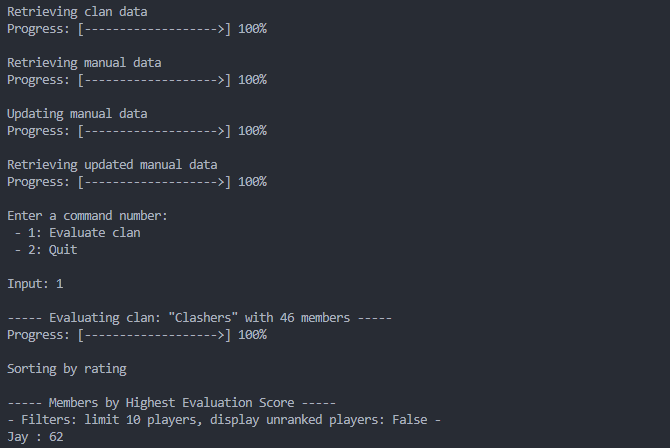 Retrieving clan data
Progress: [------------------->] 100%
Retrieving manual data
Progress: [------------------->] 100%
Updating manual data
Progress: [------------------->] 100%
Retrieving updated manual data
Progress: [------------------->] 100%
Enter a command number:
- 1: Evaluate clan
- 2: Quit
Input: 1
----- Evaluating clan: "Clashers" with 46 members -----
Progress: [------------------->] 100%
Sorting by rating
----- Members by Highest Evaluation Score -----
- Filters: limit 10 players, display unranked players: False -
Jay : 62